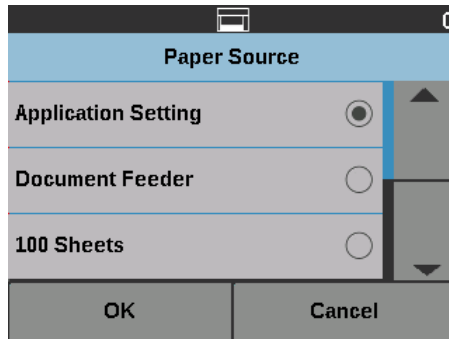 Paper Source
Application Setting
Document Feeder
100 Sheets
OK
Cancel